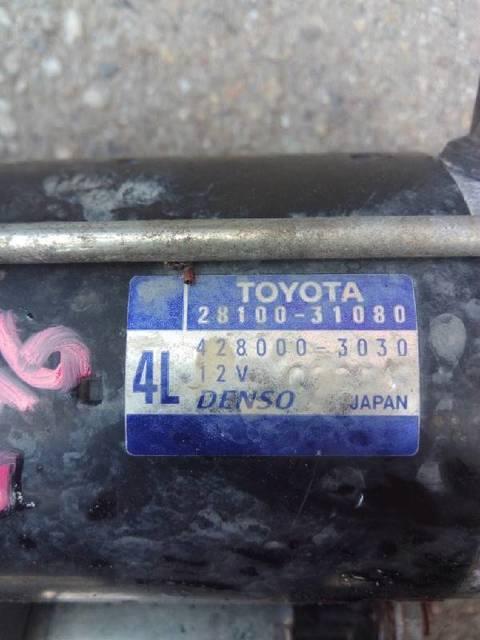 TOYOTA
28100-31080
428000-3030
4L
12V
DENSO JAPAN